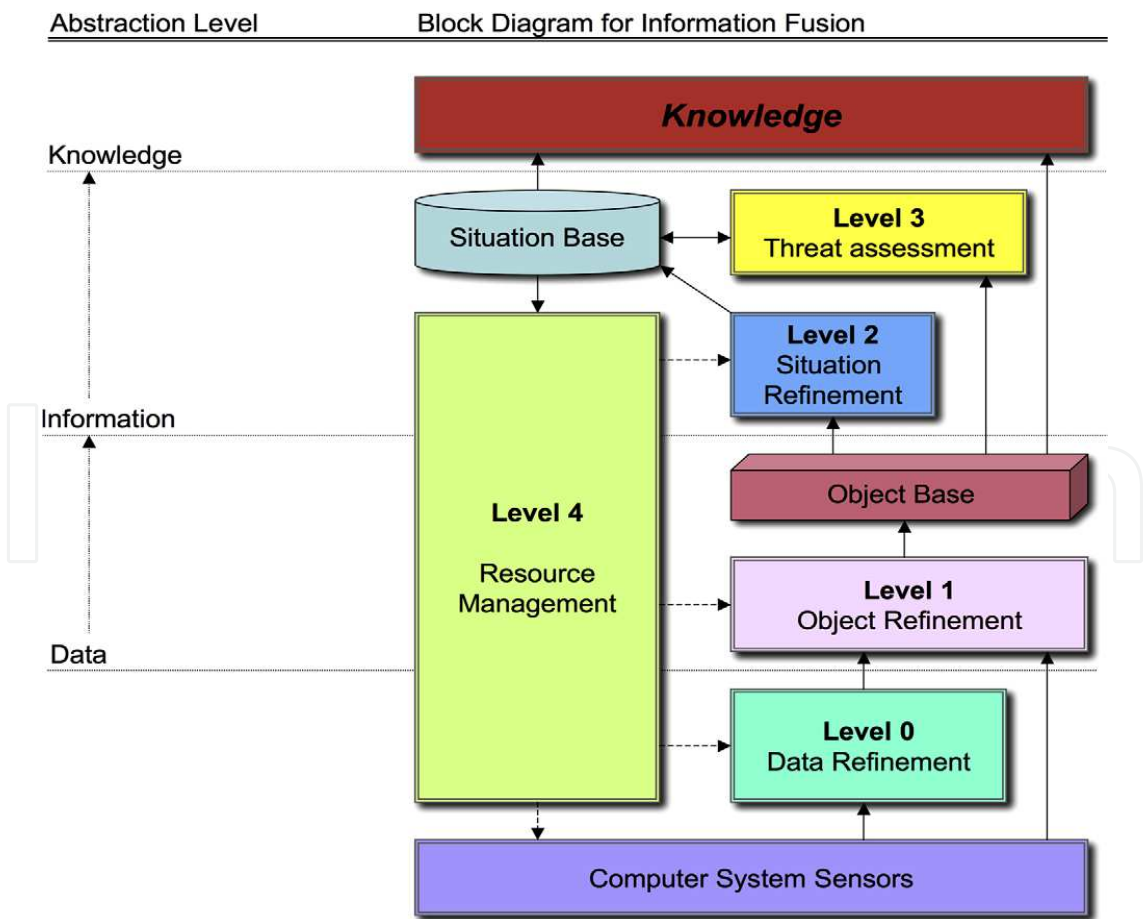 Abstraction Level
Block Diagram for Information Fusion
Knowledge
Knowledge
Situation Base
Level 3
Threat assessment
Level 2
Situation
Refinement
Information
Object Base
Level 4
Resource
Management
Level 1
Object Refinement
Data
Level 0
Data Refinement
Computer System Sensors